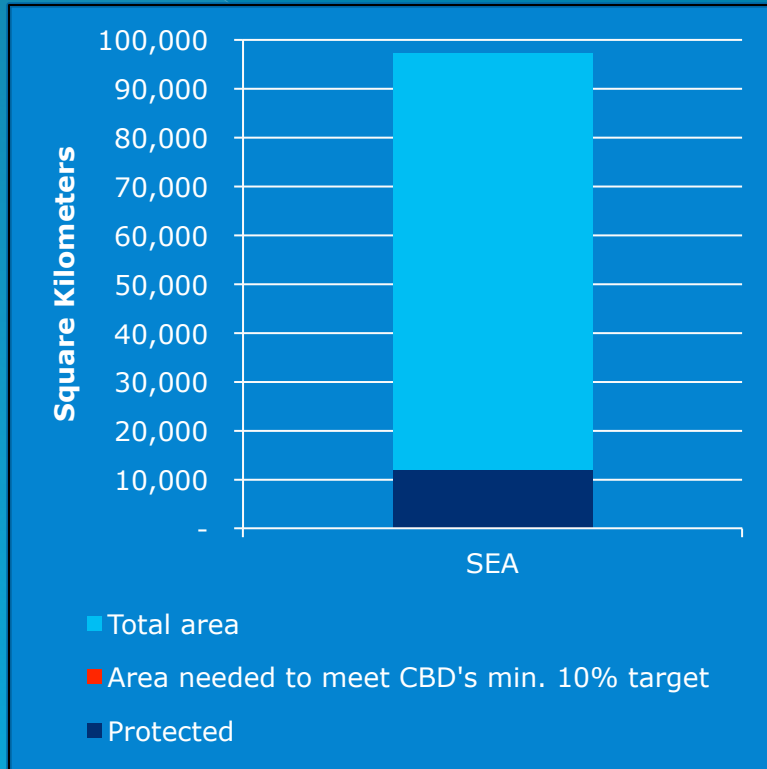 100,000
90,000
80,000
70,000
60,000
50,000
40,000
30,000
20,000
10,000
-
Square Kilometers
SEA
Total area
Area needed to meet CBD's min. 10% target
Protected